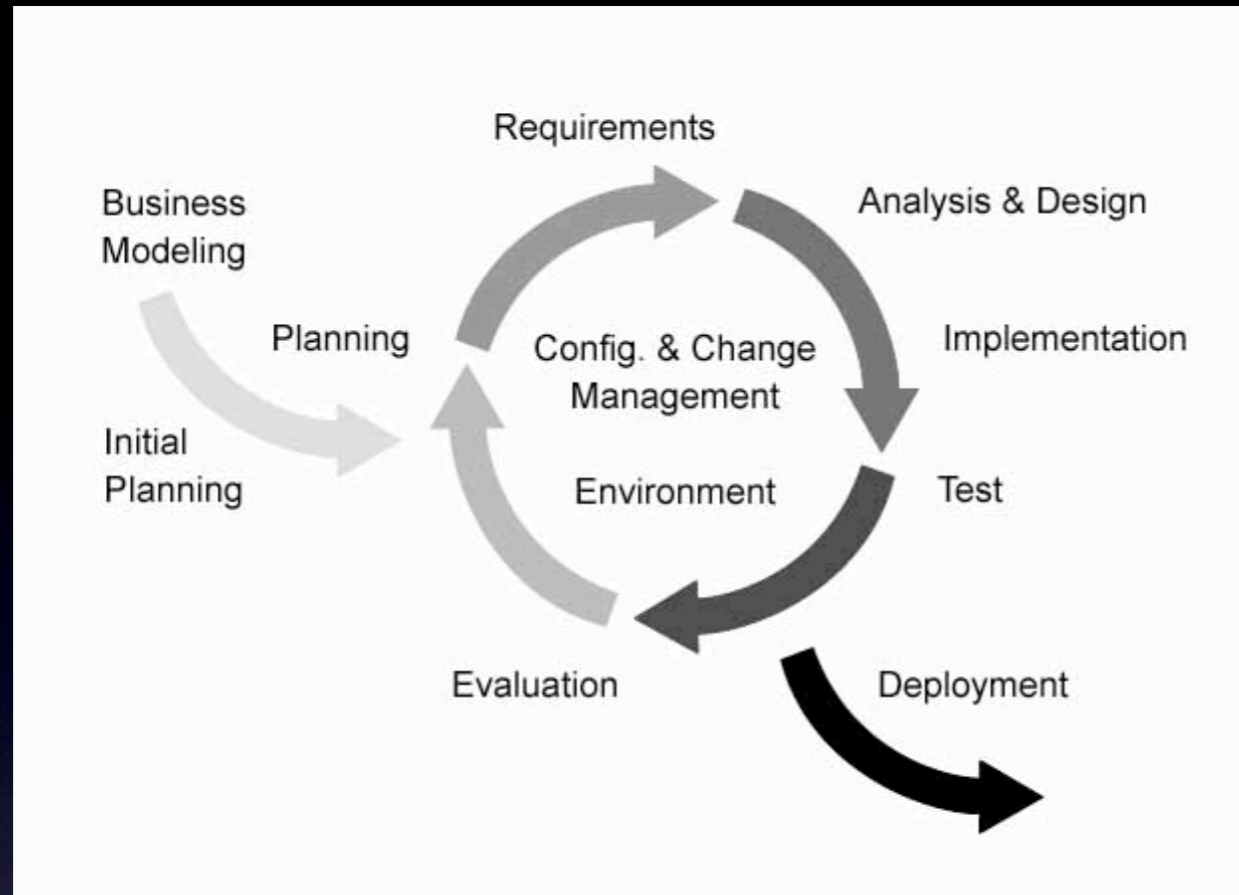 Requirements
Business
Modeling
Analysis & Design
Planning
Config. & Change
Management
Implementation
Initial
Planning
Environment
Test
Evaluation
Deployment